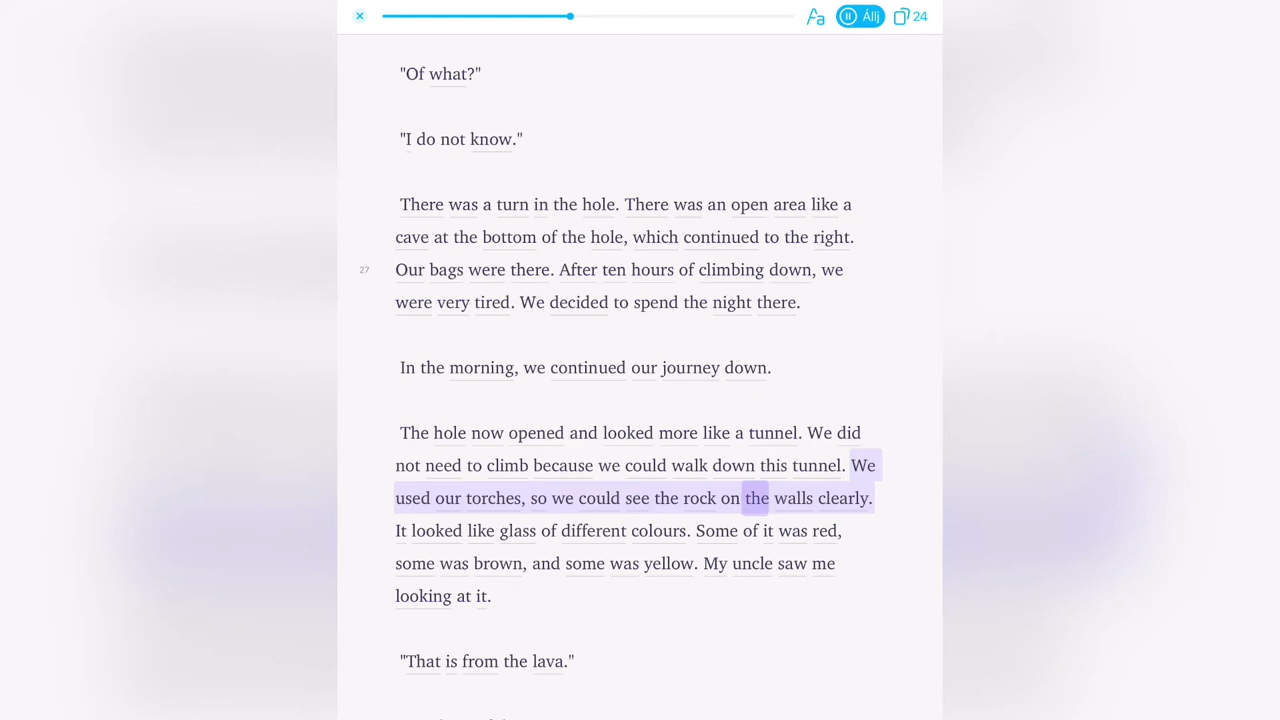 Aa Állj 24
"Of what?"
"I do not know."
There was a turn in the hole. There was an open area like a
cave at the bottom of the hole, which continued to the right.
27 Our bags were there. After ten hours of climbing down, we
were very tired. We decided to spend the night there.
In the morning, we continued our journey down.
The hole now opened and looked more like a tunnel. We did
not need to climb because we could walk down this tunnel. We
used our torches, so we could see the rock on the walls clearly.
It looked like glass of different colours. Some of it was red,
some was brown, and some was yellow. My uncle saw me
looking at it.
"That is from the lava."